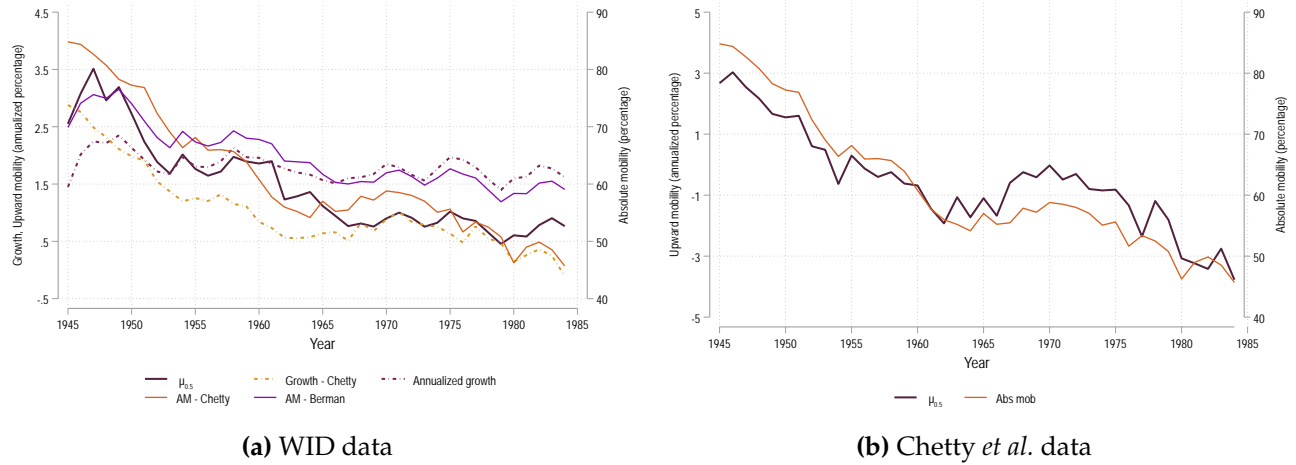 4.5
3.5
2.5
1.5
.5
-.5
Growth, Upward mobility (annualized percentage)
90
80
70
60
50
40
Absolute mobility (percentage)
1945 1950 1955 1960 1965 1970 1975 1980 1985
Year
μ0.5 Growth - Chetty Annualized growth
AM - Chetty AM - Berman
(a) WID data
5
3
1
-1
-3
-5
Upward mobility (annualized percentage)
90
80
70
60
50
40
Absolute mobility (percentage)
1945 1950 1955 1960 1965 1970 1975 1980 1985
Year
μ0.5 Abs mob
(b) Chetty et al. data